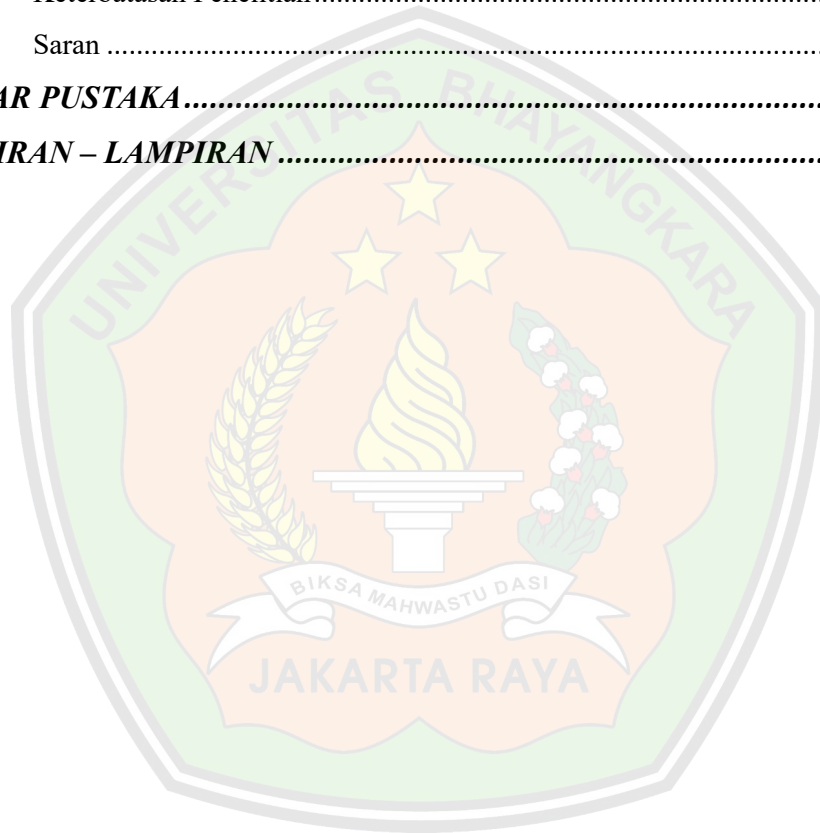 Saran ........................................................................................................
AR PUSTAKA ...........................................................................
IRAN – LAMPIRAN ................................................................
UNIVERSITAS BHAYANGKARA
BIKSA MAHWASTU DASI
JAKARTA RAYA